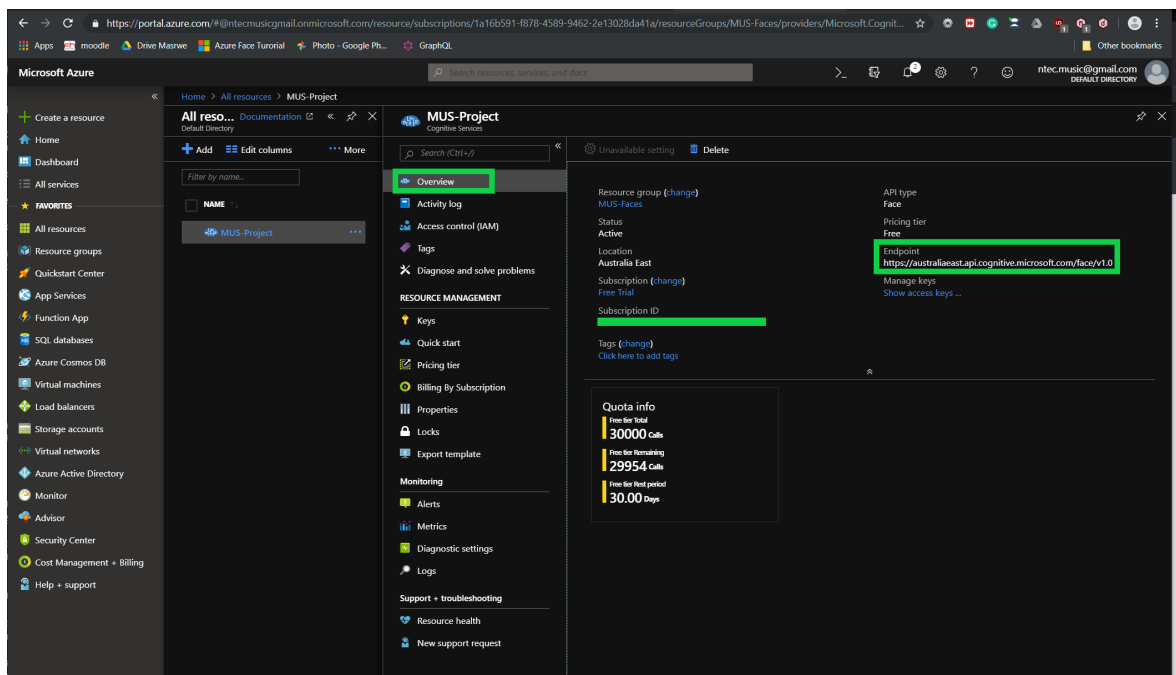 https://portal.azure.com/#@ntecmusicgmail.onmicrosoft.com/resource/subscriptions/1a16b591-f878-4589-9462-2e13028da41a/resourceGroups/MUS-Faces/providers/Microsoft.Cognit...
Apps moodle Drive Masrwe Azure Face Turorial Photo - Google Ph... GraphQL Other bookmarks
Microsoft Azure Search resources, services, and docs 2 ntec.music@gmail.com
DEFAULT DIRECTORY
Home > All resources > MUS-Project
Create a resource
Home
Dashboard
All services
FAVORITES
All resources
Resource groups
Quickstart Center
App Services
Function App
SQL databases
Azure Cosmos DB
Virtual machines
Load balancers
Storage accounts
Virtual networks
Azure Active Directory
Monitor
Advisor
Security Center
Cost Management + Billing
Help + support
All reso... Documentation
Default Directory
Add Edit columns More
Filter by name...
NAME
MUS-Project
MUS-Project
Cognitive Services
Search (Ctrl+/)
Overview
Activity log
Access control (IAM)
Tags
Diagnose and solve problems
RESOURCE MANAGEMENT
Keys
Quick start
Pricing tier
Billing By Subscription
Properties
Locks
Export template
Monitoring
Alerts
Metrics
Diagnostic settings
Logs
Support + troubleshooting
Resource health
New support request
Unavailable setting Delete
Resource group (change)
MUS-Faces
Status
Active
Location
Australia East
Subscription (change)
Free Trial
Subscription ID
Tags (change)
Click here to add tags
API type
Face
Pricing tier
Free
Endpoint
https://australiaeast.api.cognitive.microsoft.com/face/v1.0
Manage keys
Show access keys ...
Quota info
Free tier Total
30000 Calls
Free tier Remaining
29954 Calls
Free tier Rest period
30.00 Days